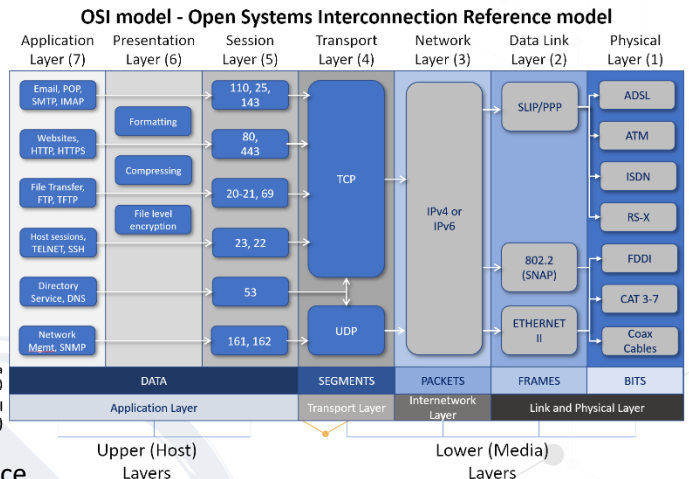 OSI model - Open Systems Interconnection Reference model
Application
Layer (7)
Presentation
Layer (6)
Session
Layer (5)
Transport
Layer (4)
Network
Layer (3)
Data Link
Layer (2)
Physical
Layer (1)
Email, POP,
SMTP, IMAP
Websites,
HTTP, HTTPS
File Transfer,
FTP, TFTP
Host sessions,
TELNET, SSH
Directory
Service, DNS
Network
Mgmt, SNMP
Formatting
Compressing
File level
encryption
110, 25,
143
80,
443
20-21, 69
23, 22
53
161, 162
TCP
UDP
IPv4 or
IPv6
SLIP/PPP
802.2
(SNAP)
ETHERNET
II
ADSL
ATM
ISDN
RS-X
FDDI
CAT 3-7
Coax
Cables
DATA
SEGMENTS
PACKETS
FRAMES
BITS
Application Layer
Transport Layer
Internetwork
Layer
Link and Physical Layer
Upper (Host)
Layers
Lower (Media)
Layers